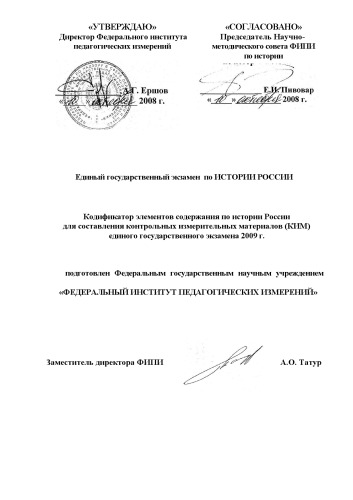 «УТВЕРЖДАЮ»
Директор Федерального института
педагогических измерений
А.Г. Ершов
2008 г.
«СОГЛАСОВАНО»
Председатель Научно-
методического совета ФИПИ
по истории
Е.И. Пивовар
«10» октября 2008 г.
Единый государственный экзамен по ИСТОРИИ РОССИИ
Кодификатор элементов содержания по истории России
для составления контрольных измерительных материалов (КИМ)
единого государственного экзамена 2009 г.
подготовлен Федеральным государственным научным учреждением
«ФЕДЕРАЛЬНЫЙ ИНСТИТУТ ПЕДАГОГИЧЕСКИХ ИЗМЕРЕНИЙ»
Заместитель директора ФИПИ
А.О. Татур